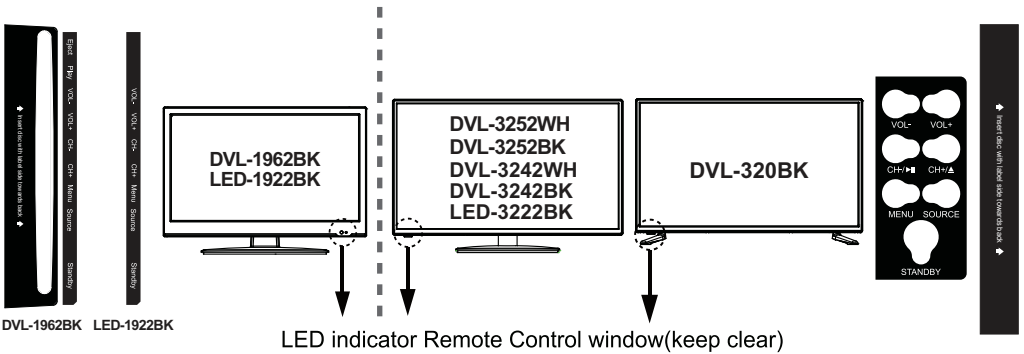 Insert disc with label side towards back
Eject Play VOL- VOL+ CH- CH+ Menu Source Standby
DVL-1962BK
VOL- VOL+ CH- CH+ Menu Source Standby
LED-1922BK
DVL-1962BK
LED-1922BK
DVL-3252WH
DVL-3252BK
DVL-3242WH
DVL-3242BK
LED-3222BK
DVL-320BK
VOL- VOL+
CH-/▶II CH+/⏏
MENU SOURCE
STANDBY
Insert disc with label side towards back
LED indicator Remote Control window(keep clear)